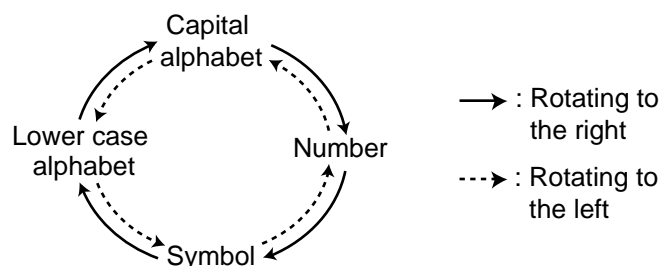 Capital
alphabet
Lower case
alphabet
Number
Symbol
: Rotating to
the right
: Rotating to
the left